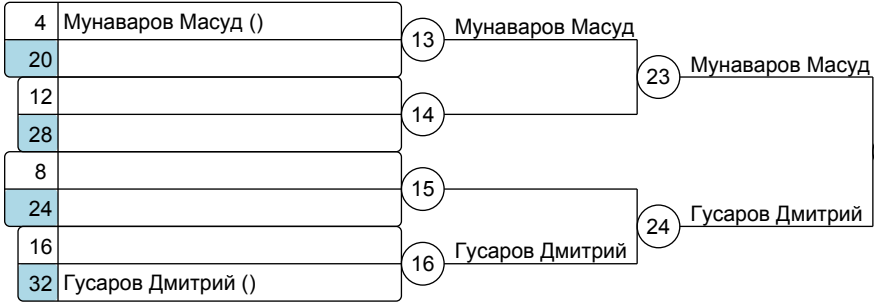 4 Мунаваров Масуд ()
20
13 Мунаваров Масуд
12
28
14
23 Мунаваров Масуд
8
24
15
16
32 Гусаров Дмитрий ()
16 Гусаров Дмитрий
24 Гусаров Дмитрий